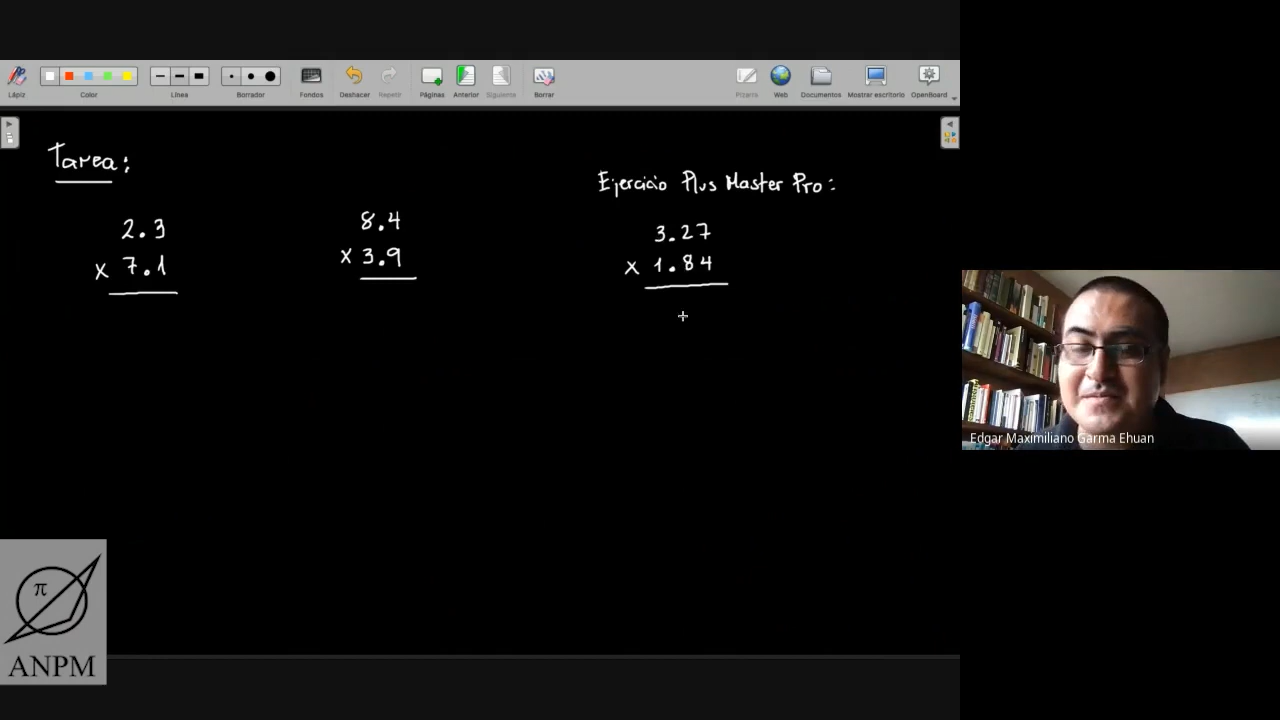 Lápiz
Color
Línea
Borrador
Fondos
Deshacer
Repetir
Páginas
Anterior
Siguiente
Borrar
Pizarra
Web
Documentos
Mostrar escritorio
OpenBoard
Tarea:
2.3
x 7.1
8.4
x 3.9
Ejercicio Plus Master Pro:
3.27
x 1.84
Edgar Maximiliano Garma Ehuan
π
ANPM